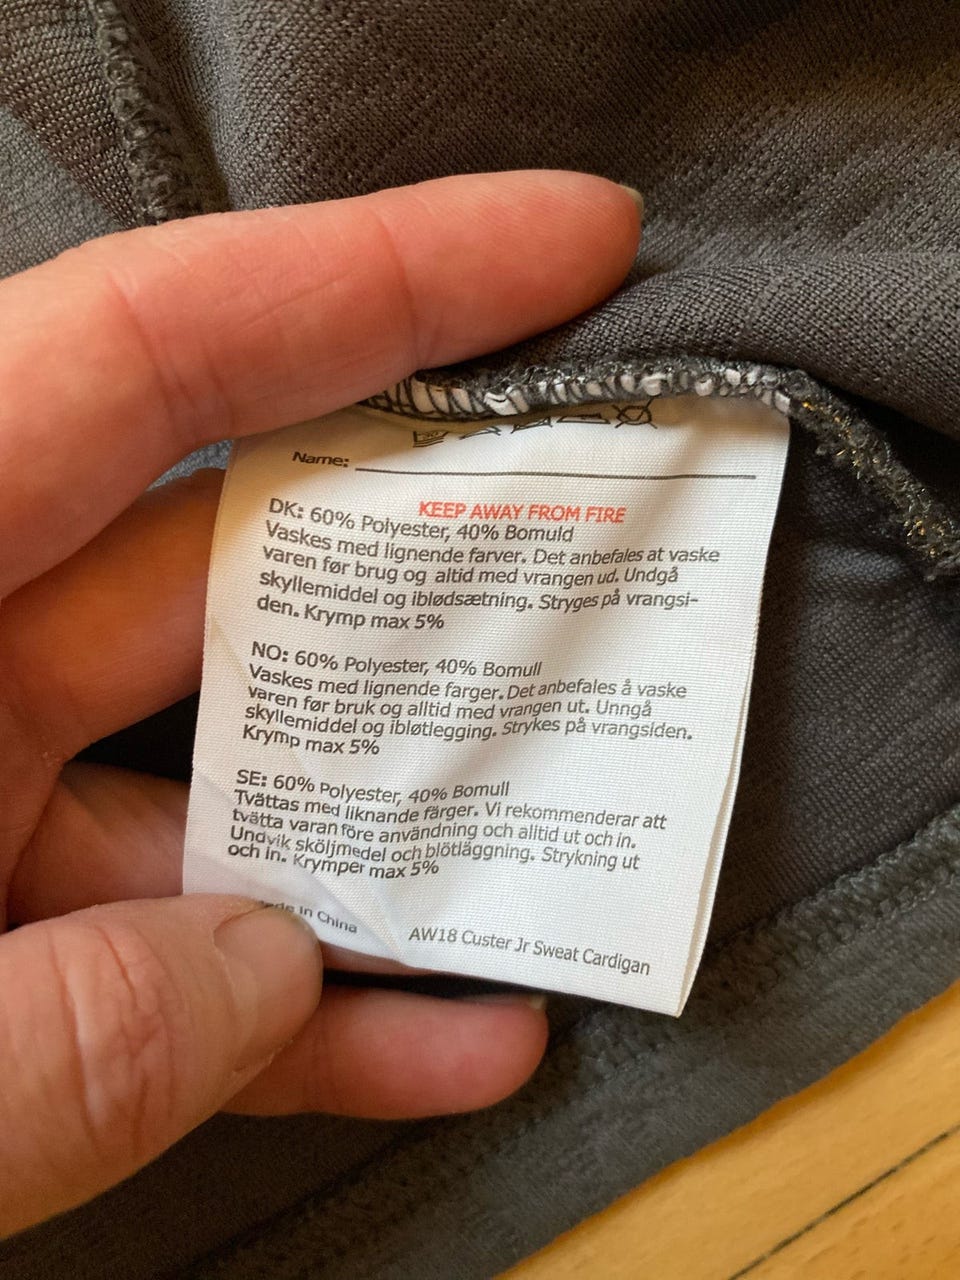 Name:
KEEP AWAY FROM FIRE
DK: 60% Polyester, 40% Bomuld
Vaskes med lignende farver. Det anbefales at vaske
varen før brug og altid med vrangen ud. Undgå
skyllemiddel og iblødsætning. Stryges på vrangsi-
den. Krymp max 5%
NO: 60% Polyester, 40% Bomull
Vaskes med lignende farger. Det anbefales å vaske
varen før bruk og alltid med vrangen ut. Unngå
skyllemiddel og ibløtlegging. Strykes på vrangsiden.
Krymp max 5%
SE: 60% Polyester, 40% Bomull
Tvättas med liknande färger. Vi rekommenderar att
tvätta varan före användning och alltid ut och in.
Undvik sköljmedel och blötläggning. Strykning ut
och in. Krymper max 5%
in China
AW18 Custer Jr Sweat Cardigan